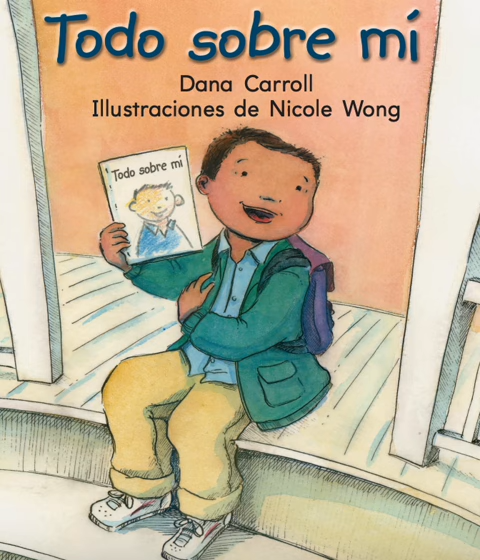 Todo sobre mí
Dana Carroll
Illustraciones de Nicole Wong
Todo sobre mí